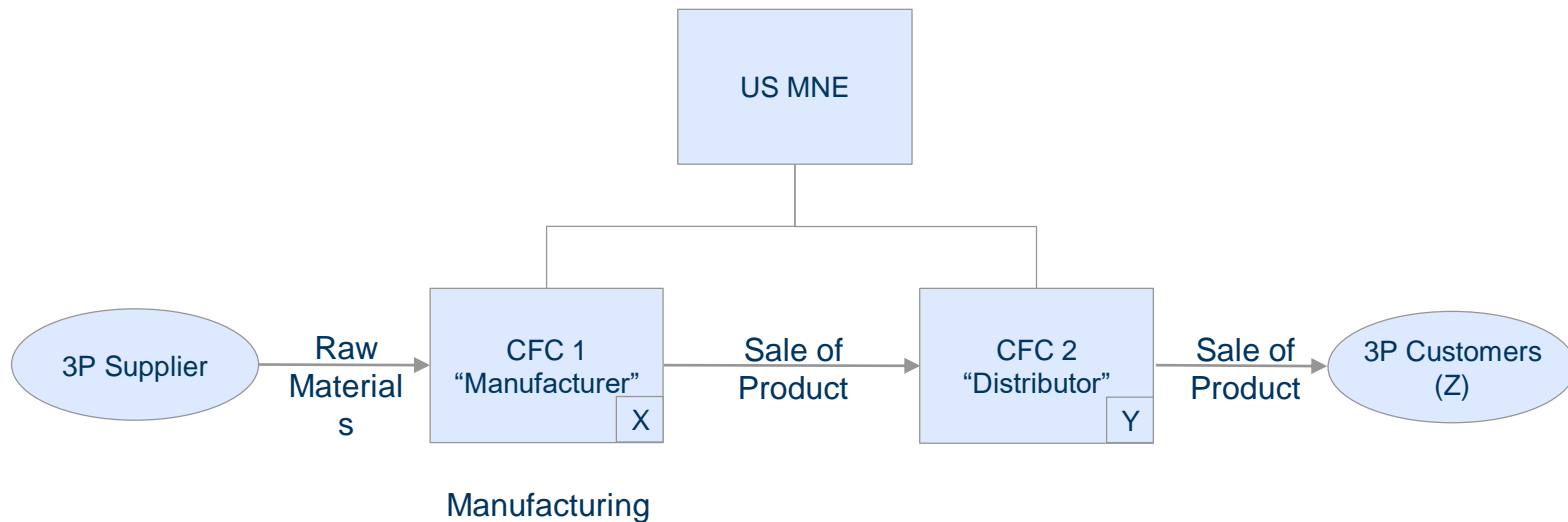 US MNE
3P Supplier
Raw
Material
s
CFC 1
“Manufacturer”
X
Sale of
Product
CFC 2
“Distributor”
Y
Sale of
Product
3P Customers
(Z)
Manufacturing